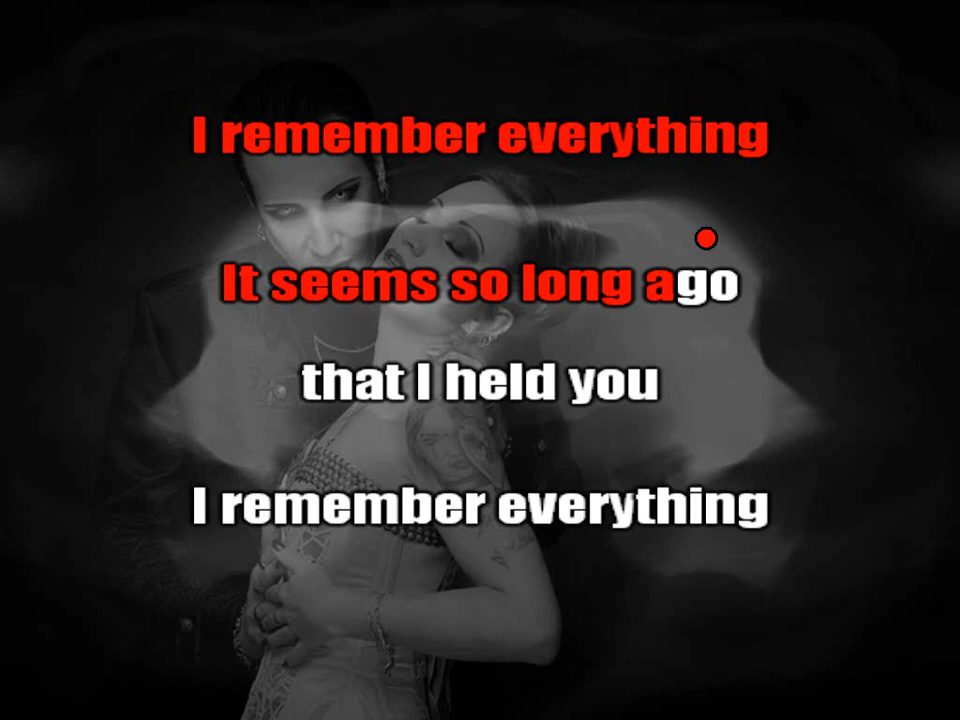 I remember everything
It seems so long ago
that I held you
I remember everything